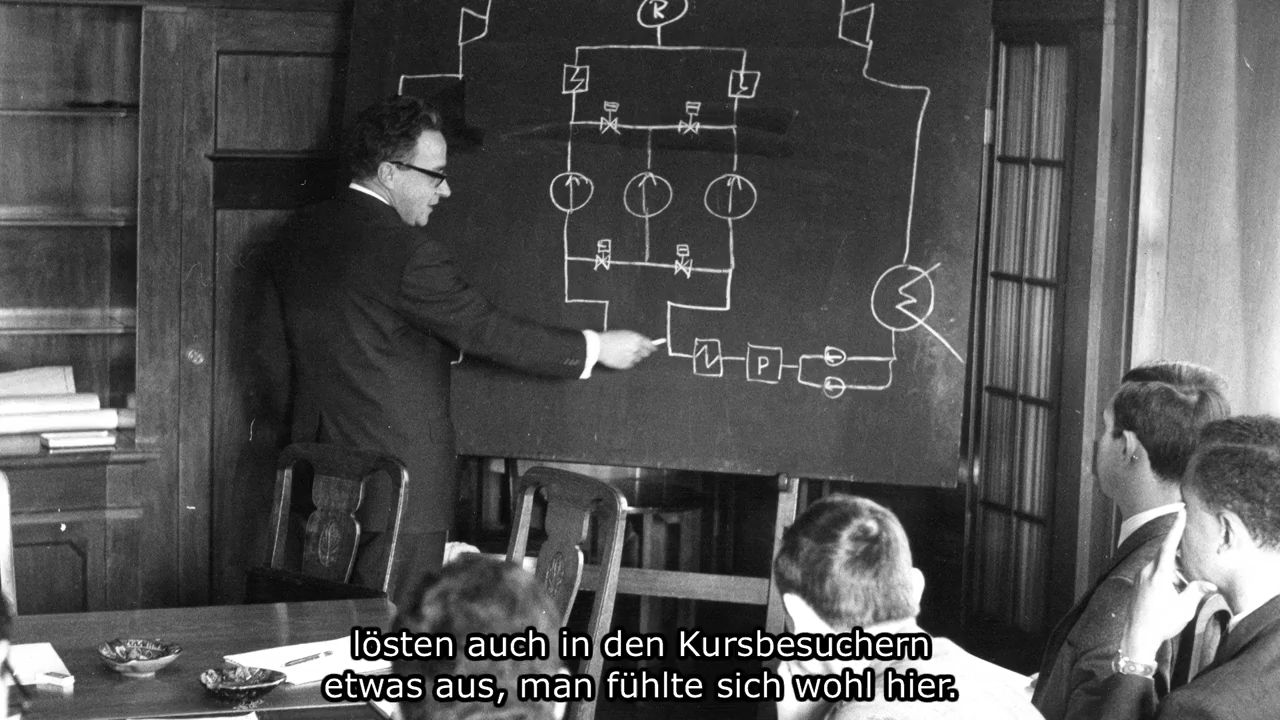 R
P
lösten auch in den Kursbesuchern
etwas aus, man fühlte sich wohl hier.